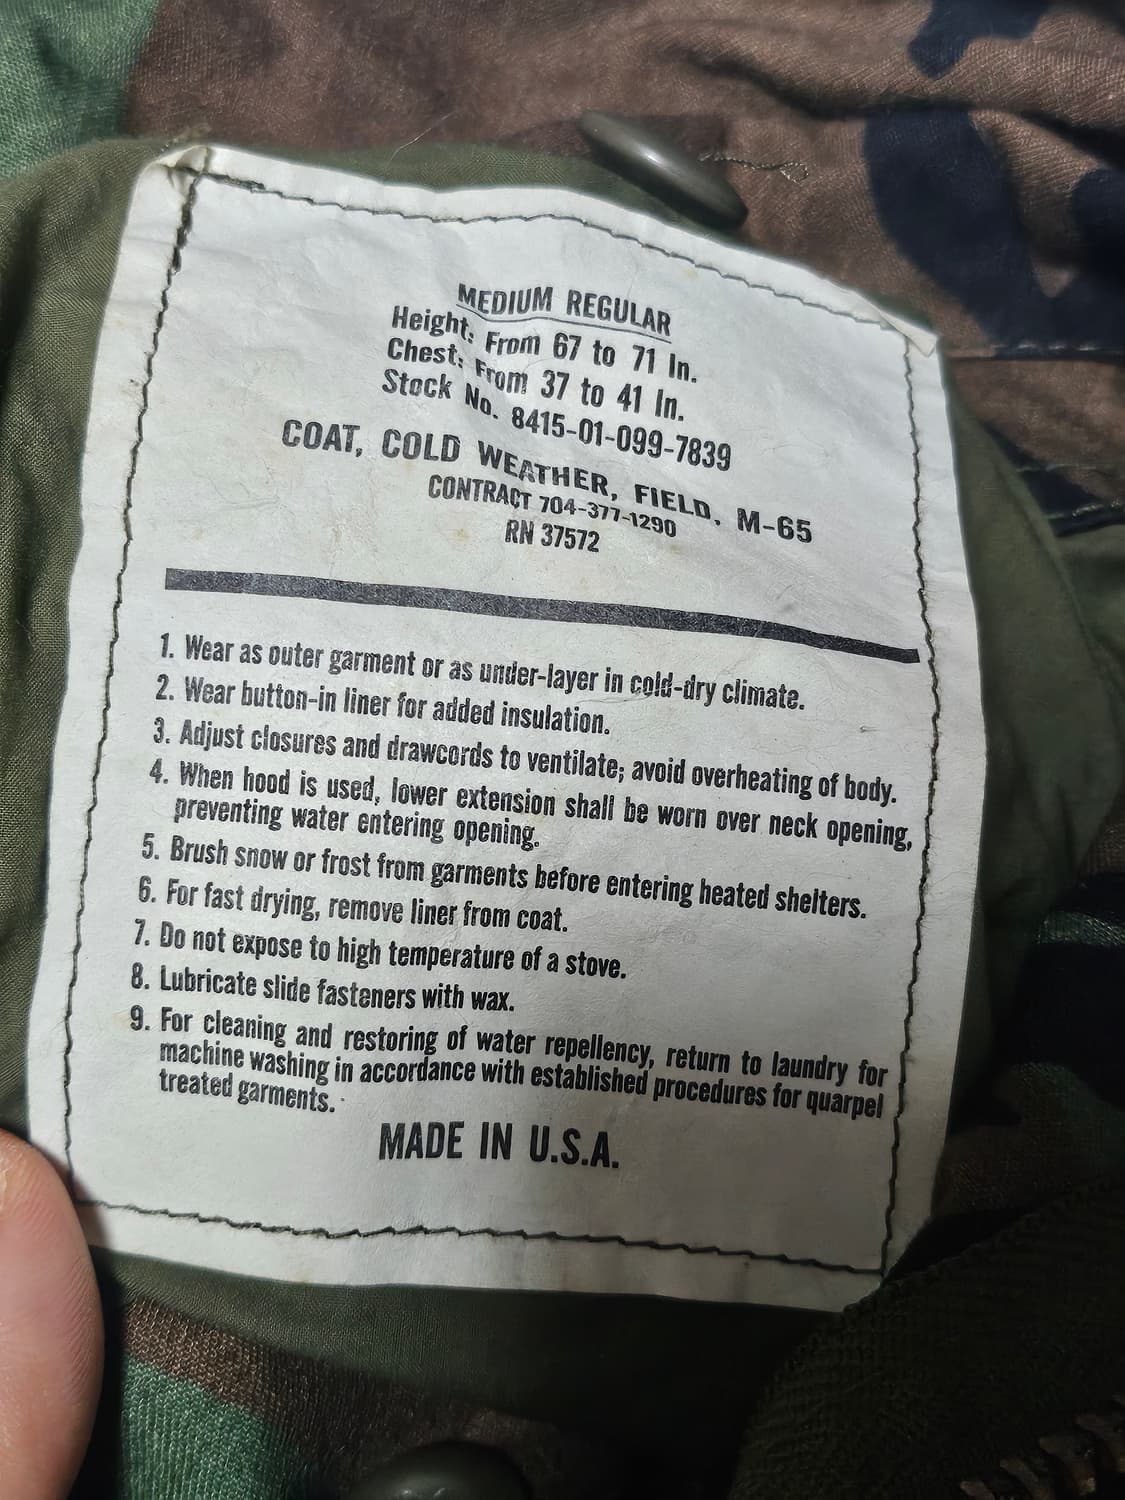 MEDIUM REGULAR
Height: From 67 to 71 In.
Chest: From 37 to 41 In.
Stock No. 8415-01-099-7839
COAT, COLD WEATHER, FIELD, M-65
CONTRACT 704-377-1290
RN 37572
1. Wear as outer garment or as under-layer in cold-dry climate.
2. Wear button-in liner for added insulation.
3. Adjust closures and drawcords to ventilate; avoid overheating of body.
4. When hood is used, lower extension shall be worn over neck opening,
preventing water entering opening.
5. Brush snow or frost from garments before entering heated shelters.
6. For fast drying, remove liner from coat.
7. Do not expose to high temperature of a stove.
8. Lubricate slide fasteners with wax.
9. For cleaning and restoring of water repellency, return to laundry for
machine washing in accordance with established procedures for quarpel
treated garments.
MADE IN U.S.A.